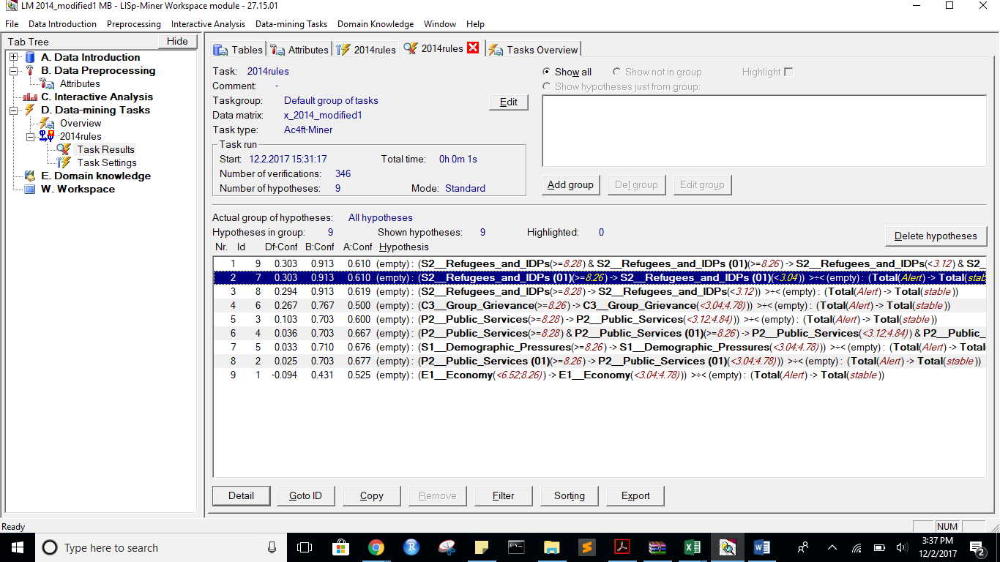 LM 2014_modified1 MB - LISp-Miner Workspace module - 27.15.01
File Data Introduction Preprocessing Interactive Analysis Data-mining Tasks Domain Knowledge Window Help
Tab Tree
Hide
A. Data Introduction
B. Data Preprocessing
Attributes
C. Interactive Analysis
D. Data-mining Tasks
Overview
2014rules
Task Results
Task Settings
E. Domain knowledge
W. Workspace
Tables Attributes 2014rules 2014rules Tasks Overview
Task: 2014rules
Comment: -
Taskgroup: Default group of tasks
Data matrix: x_2014_modified1
Task type: Ac4ft-Miner
Edit
Task run
Start: 12.2.2017 15:31:17 Total time: 0h 0m 1s
Number of verifications: 346
Number of hypotheses: 9 Mode: Standard
Show all Show not in group Highlight
Show hypotheses just from group:
Add group Del group Edit group
Actual group of hypotheses: All hypotheses
Hypotheses in group: 9 Shown hypotheses: 9 Highlighted: 0
Delete hypotheses
Nr. Id Df-Conf B:Conf A:Conf Hypothesis
1 9 0.303 0.913 0.610 (empty) : (S2__Refugees_and_IDPs(>=8.28) & S2__Refugees_and_IDPs (01)(>=8.26) -> S2__Refugees_and_IDPs(<3.12) & S2_
2 7 0.303 0.913 0.610 (empty) : (S2__Refugees_and_IDPs (01)(>=8.26) -> S2__Refugees_and_IDPs (01)(<3.04)) >÷< (empty) : (Total(Alert) -> Total(stab
3 8 0.294 0.913 0.619 (empty) : (S2__Refugees_and_IDPs(>=8.28) -> S2__Refugees_and_IDPs(<3.12)) >÷< (empty) : (Total(Alert) -> Total(stable))
4 6 0.267 0.767 0.500 (empty) : (C3__Group_Grievance(>=8.26) -> C3__Group_Grievance(<3.04;4.78))) >÷< (empty) : (Total(Alert) -> Total(stable))
5 3 0.103 0.703 0.600 (empty) : (P2__Public_Services(>=8.28) -> P2__Public_Services(<3.12;4.84))) >÷< (empty) : (Total(Alert) -> Total(stable))
6 4 0.036 0.703 0.667 (empty) : (P2__Public_Services(>=8.28) & P2__Public_Services (01)(>=8.26) -> P2__Public_Services(<3.12;4.84)) & P2__Public_
7 5 0.033 0.710 0.676 (empty) : (S1__Demographic_Pressures(>=8.26) -> S1__Demographic_Pressures(<3.04;4.78))) >÷< (empty) : (Total(Alert) -> Total
8 2 0.025 0.703 0.677 (empty) : (P2__Public_Services (01)(>=8.26) -> P2__Public_Services (01)(<3.04;4.78))) >÷< (empty) : (Total(Alert) -> Total(stable))
9 1 -0.094 0.431 0.525 (empty) : (E1__Economy(<6.52;8.26)) -> E1__Economy(<3.04;4.78))) >÷< (empty) : (Total(Alert) -> Total(stable))
Detail Goto ID Copy Remove Filter Sorting Export
Ready
NUM
Type here to search
3:37 PM
12/2/2017
2